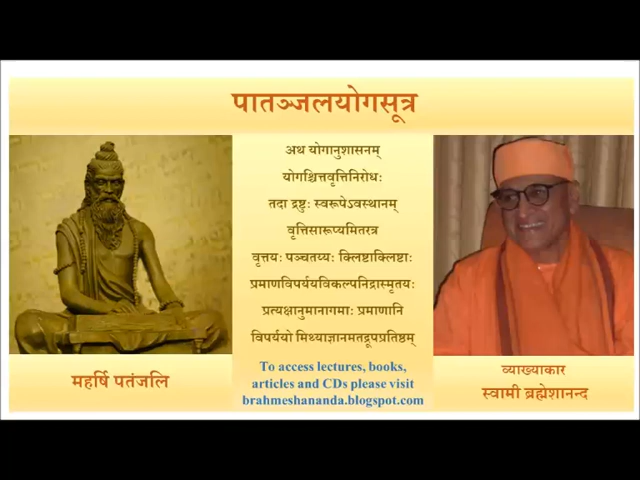 पातञ्जलयोगसूत्र
अथ योगानुशासनम्
योगश्चित्तवृत्तिनिरोधः
तदा द्रष्टुः स्वरूपेऽवस्थानम्
वृत्तिसारूप्यमितरत्र
वृत्तयः पञ्चतय्यः क्लिष्टाक्लिष्टाः
प्रमाणविपर्ययविकल्पनिद्रास्मृतयः
प्रत्यक्षानुमानागमाः प्रमाणानि
विपर्ययो मिथ्याज्ञानमतद्रूपप्रतिष्ठम्
To access lectures, books,
articles and CDs please visit
brahmeshananda.blogspot.com
महर्षि पतंजलि
व्याख्याकार
स्वामी ब्रह्मेशानन्द